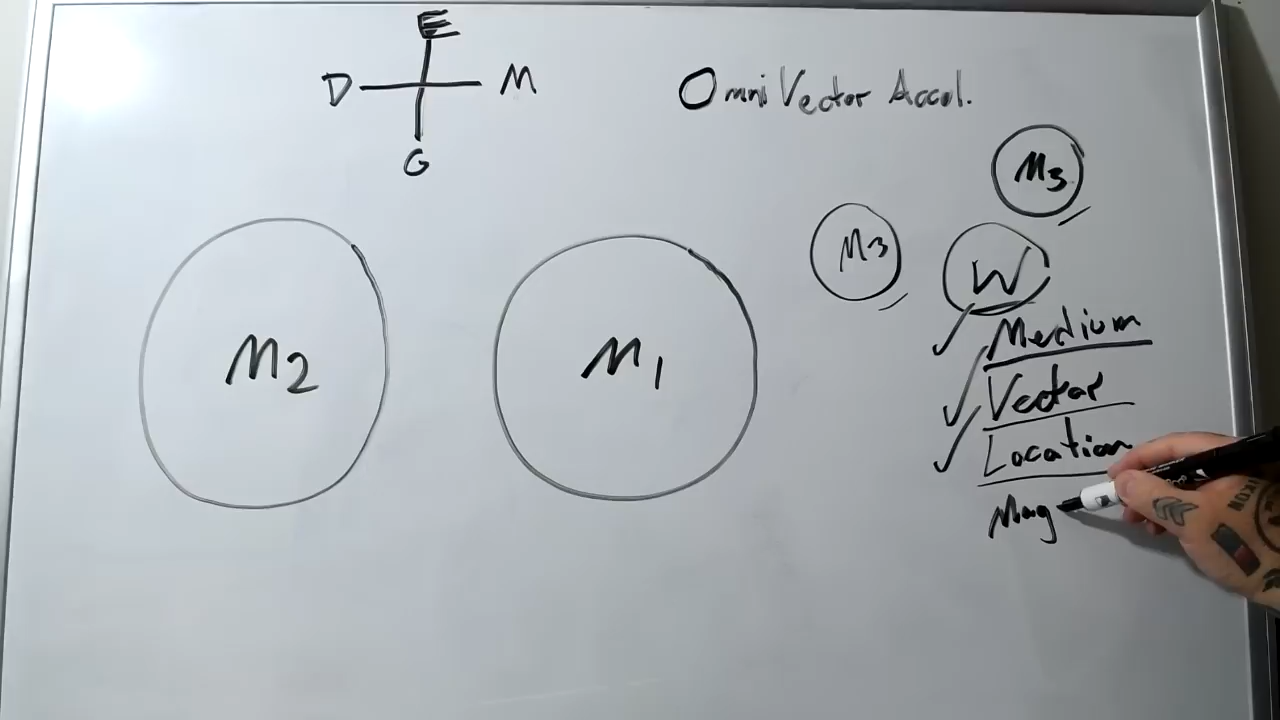 E
D M
G
Omni Vector Accel.
M3
M3
W
Medium
Vector
Location
Mag
M2
M1